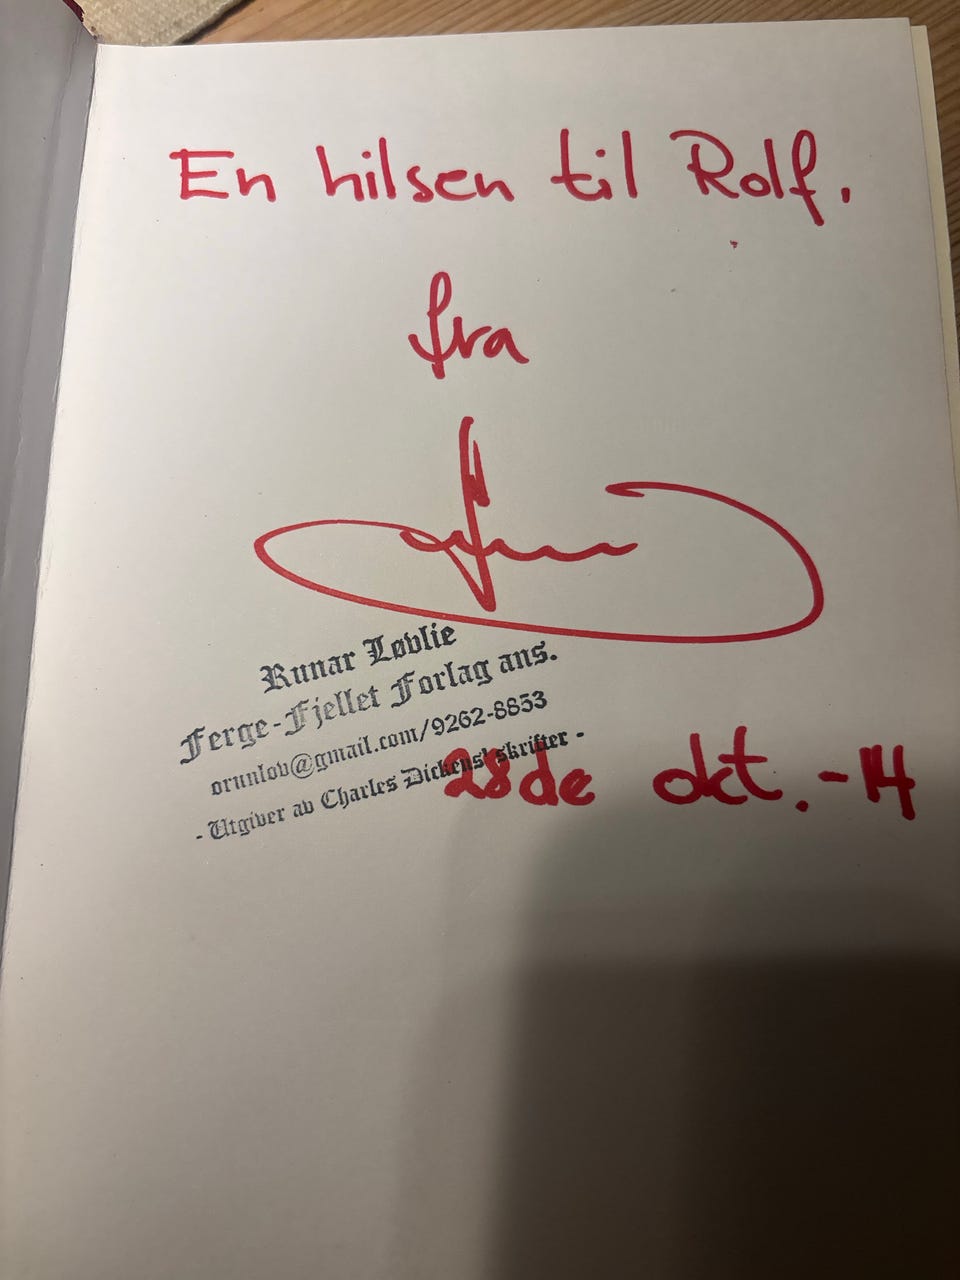 En hilsen til Rolf.
fra
Runar Løvlie
Ferge-Fjellet Forlag ans.
orunlov@gmail.com/9262-8853
- Utgiver av Charles Dickens' skrifter -
28de okt. -14